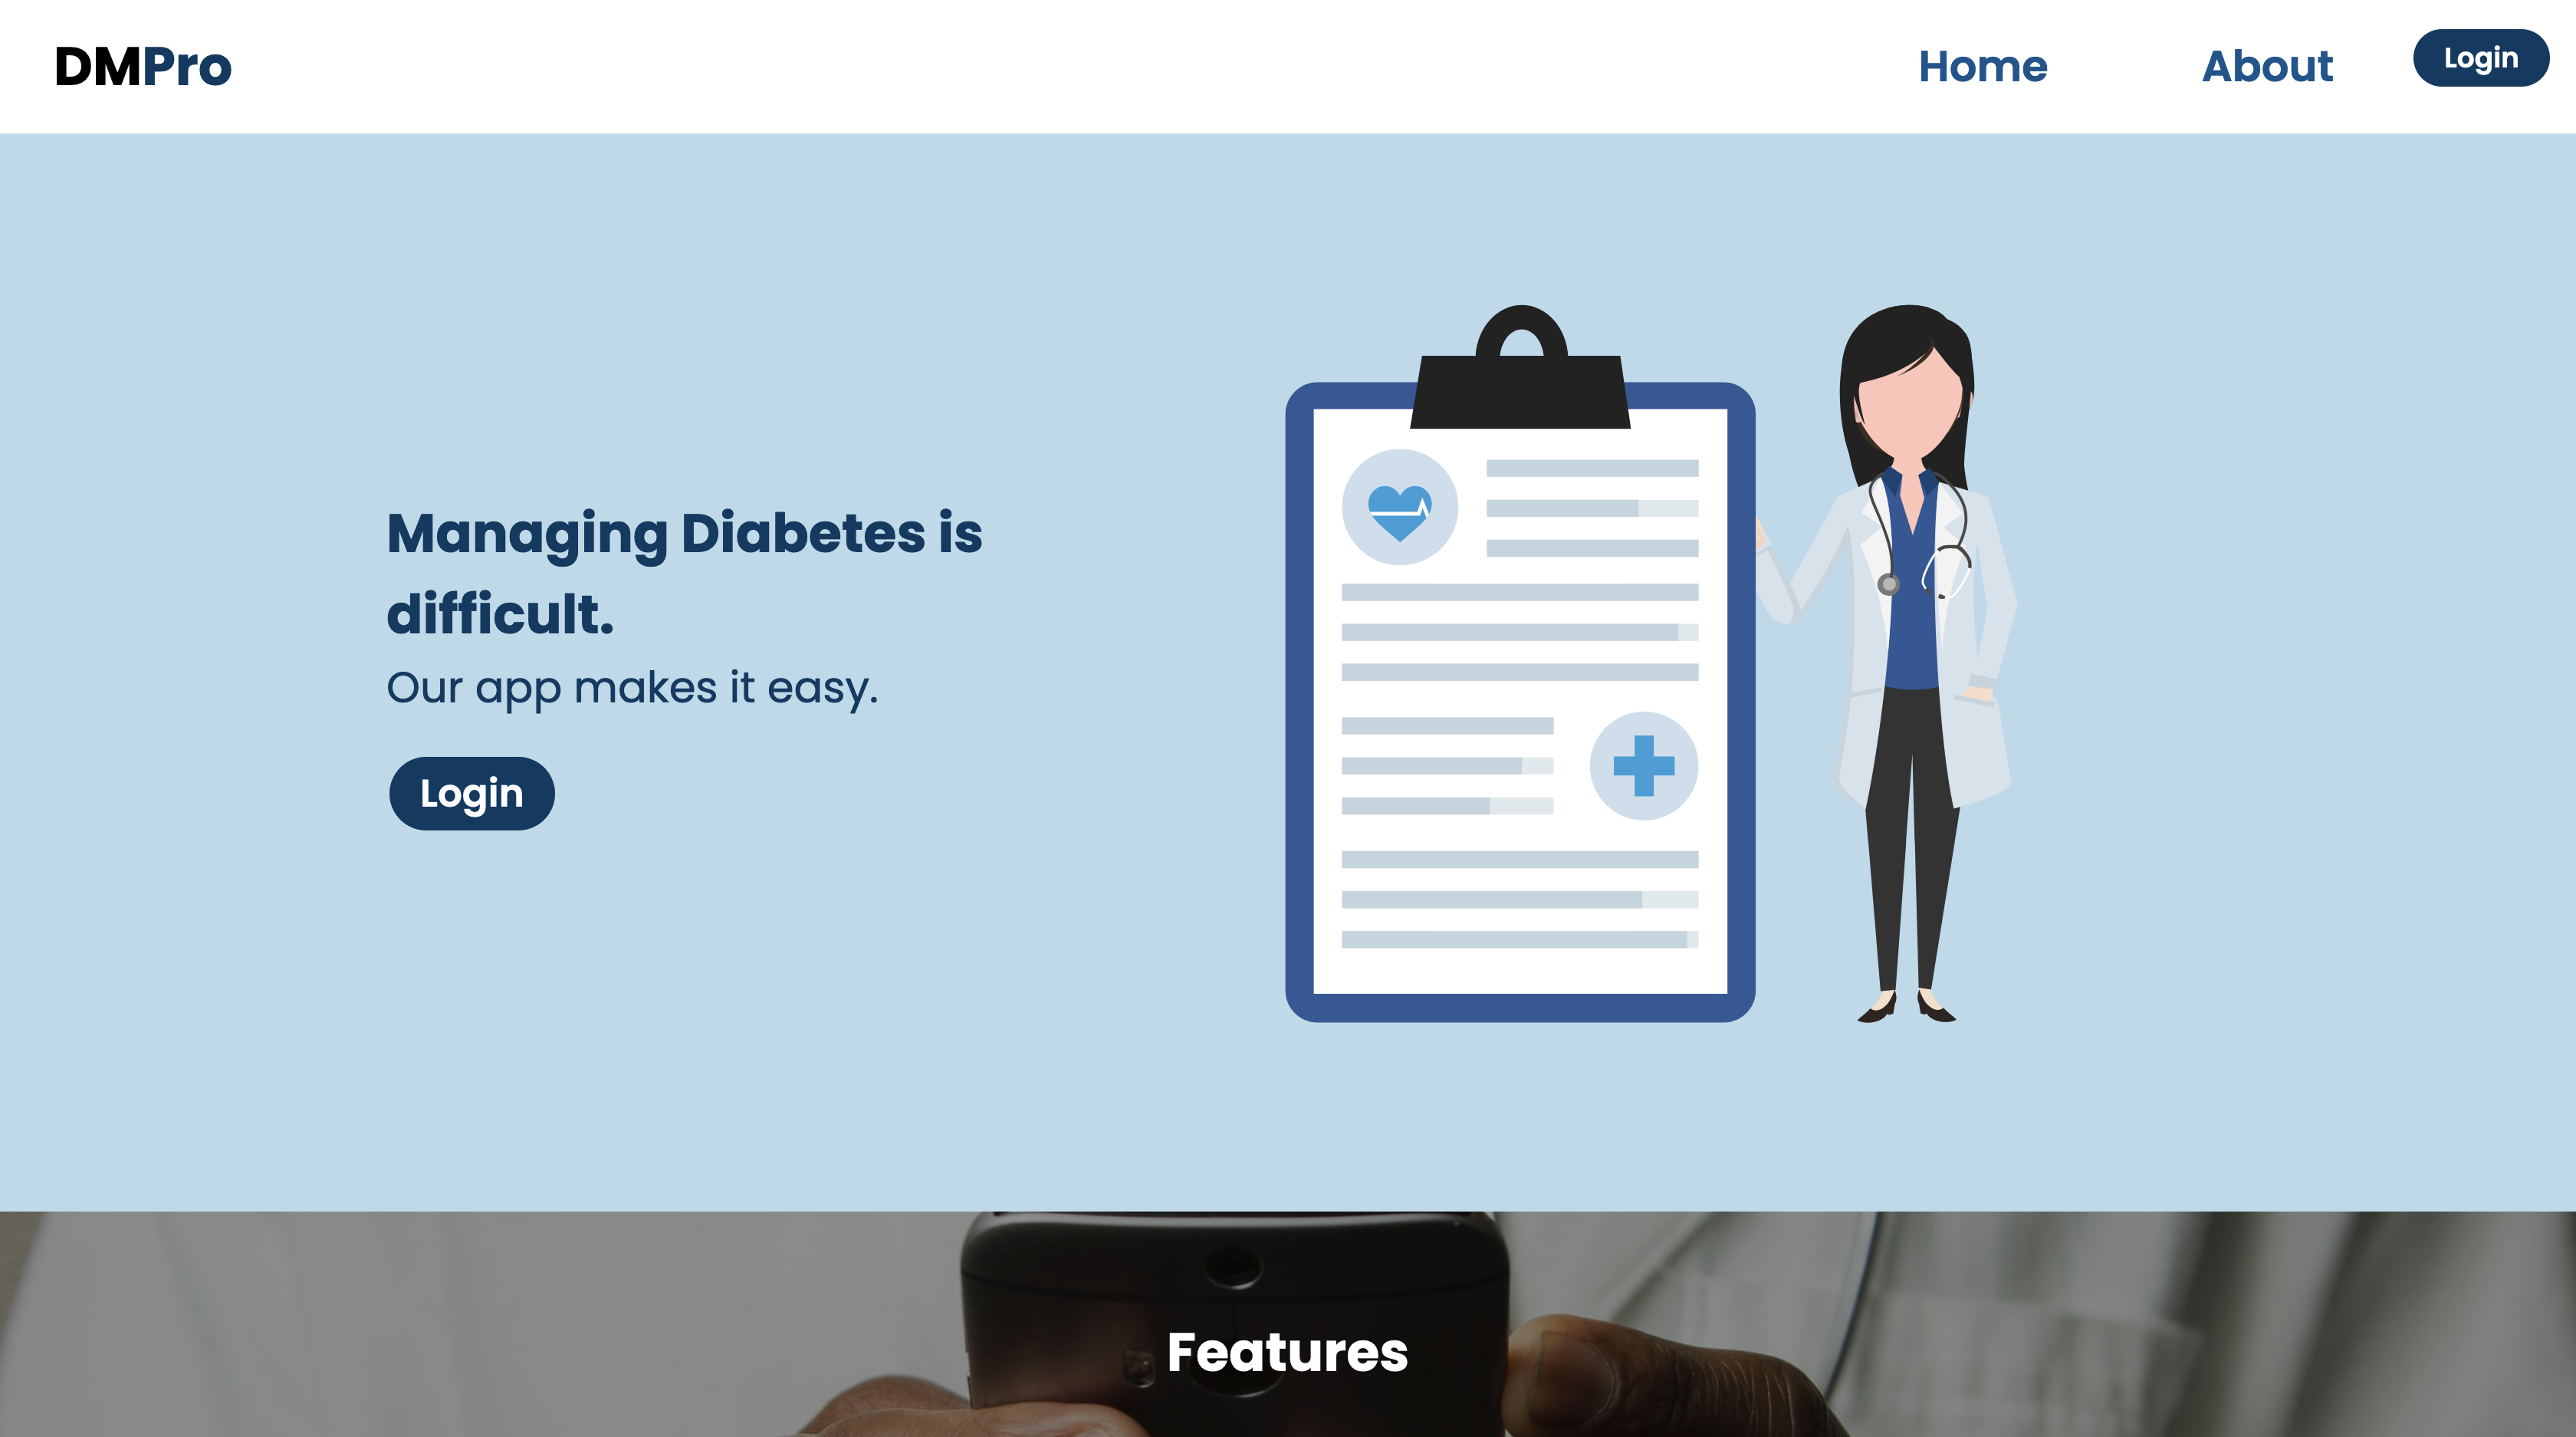 DMPro
Home
About
Login
Managing Diabetes is
difficult.
Our app makes it easy.
Login
Features